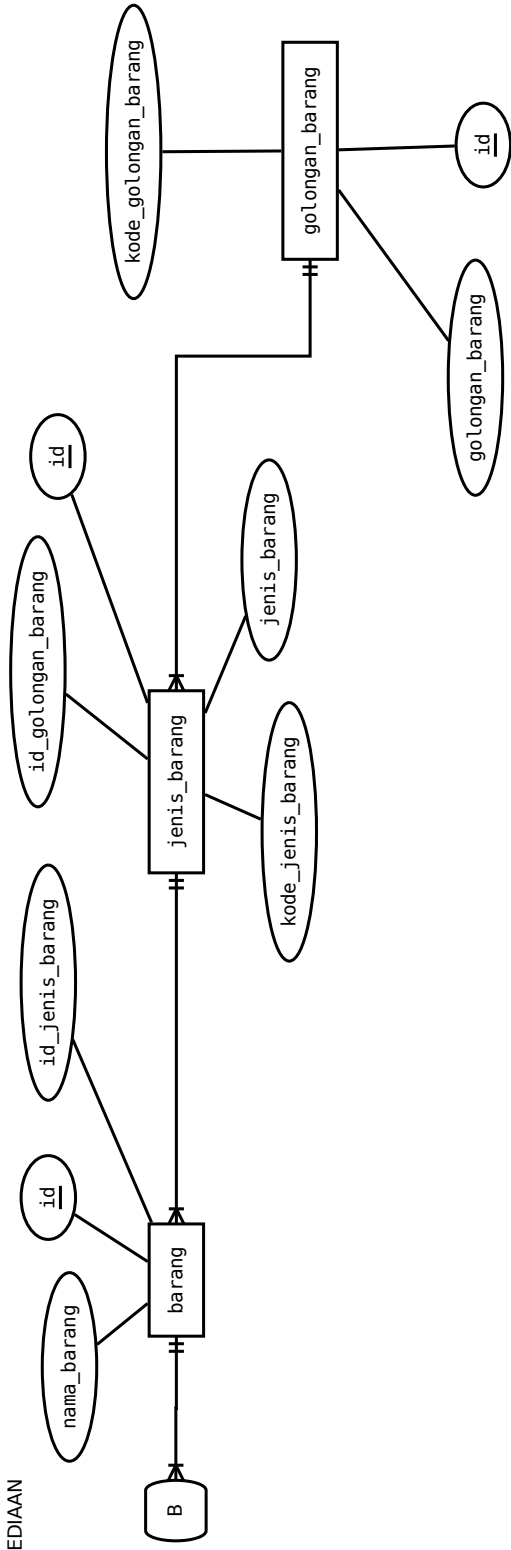 EDIAAN
nama_barang
id
id_jenis_barang
id_golongan_barang
id
kode_golongan_barang
B
barang
jenis_barang
golongan_barang
kode_jenis_barang
jenis_barang
golongan_barang
id